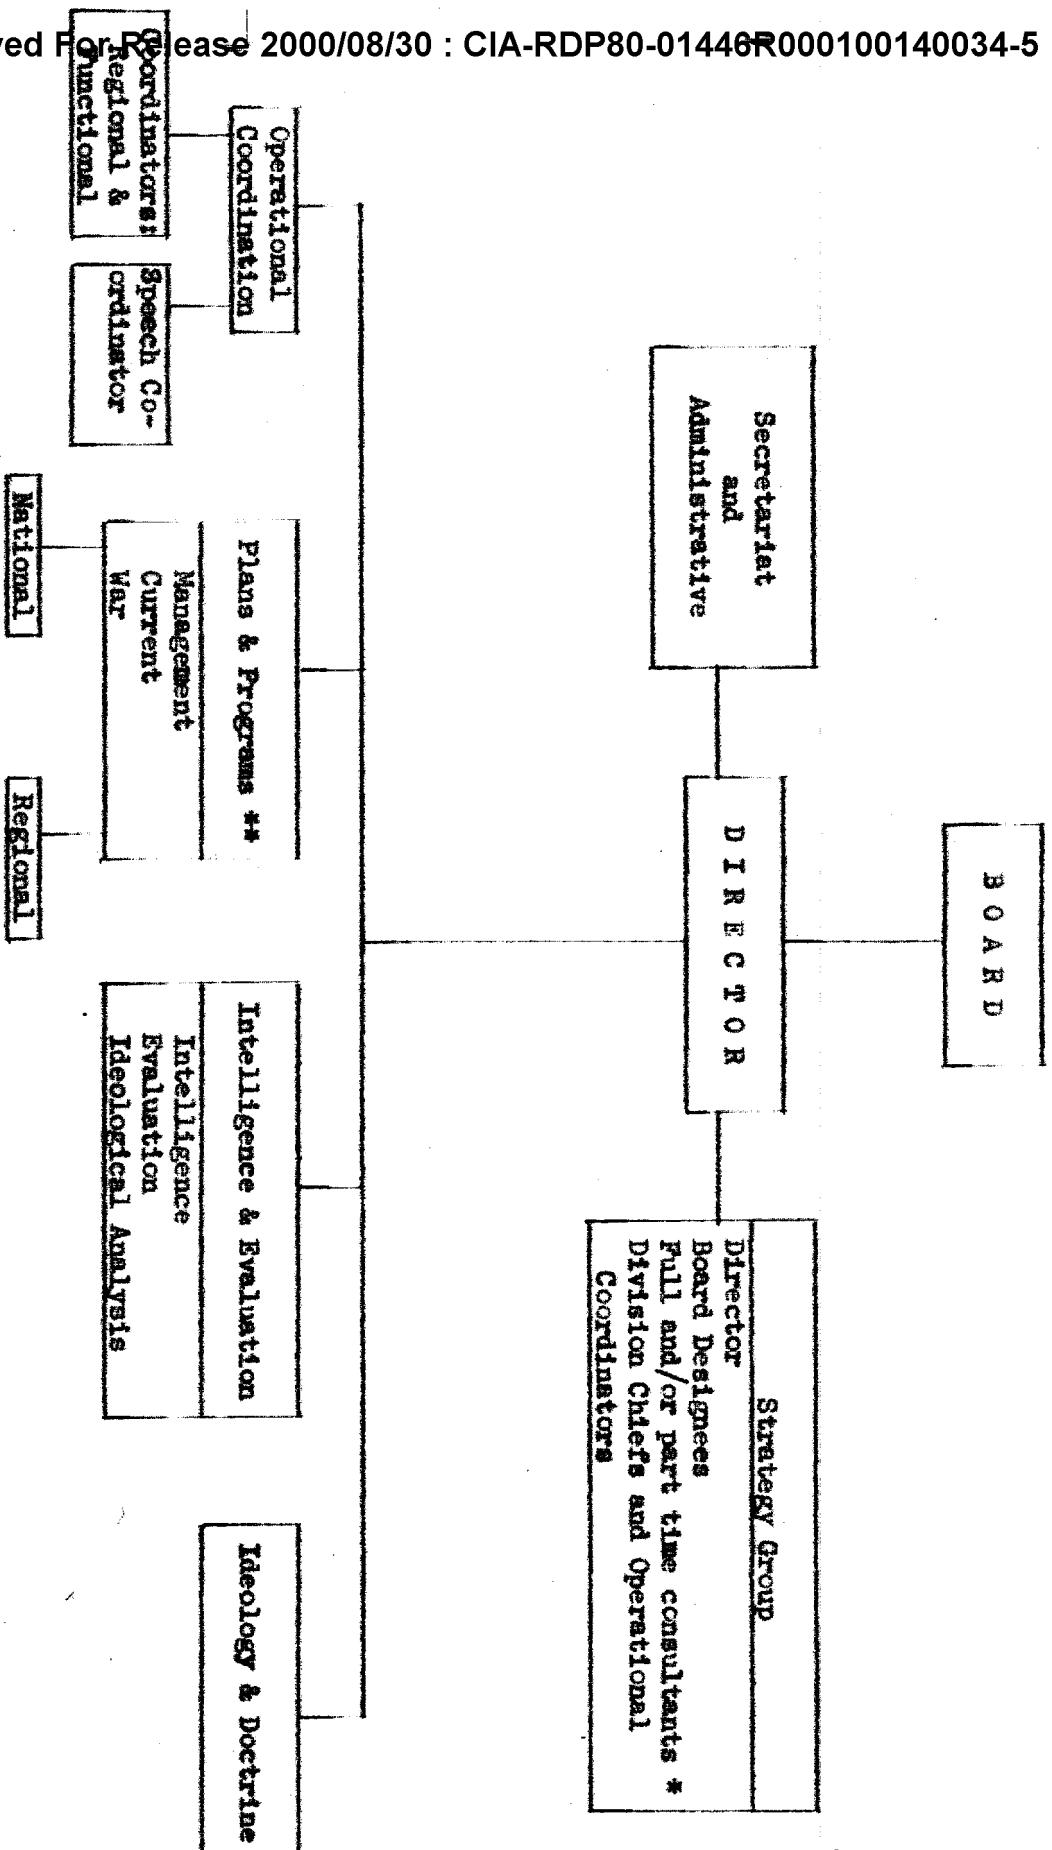 ved For Release 2000/08/30 : CIA-RDP80-01446R000100140034-5
B O A R D
Secretariat
and
Administrative
D I R E C T O R
Strategy Group
Director
Board Designees
Full and/or part time consultants *
Division Chiefs and Operational
Coordinators
Operational
Coordination
Coordinators:
Regional &
Functional
Speech Co-
ordinator
Plans & Programs **
Management
Current
War
National
Regional
Intelligence & Evaluation
Intelligence
Evaluation
Ideological Analysis
Ideology & Doctrine